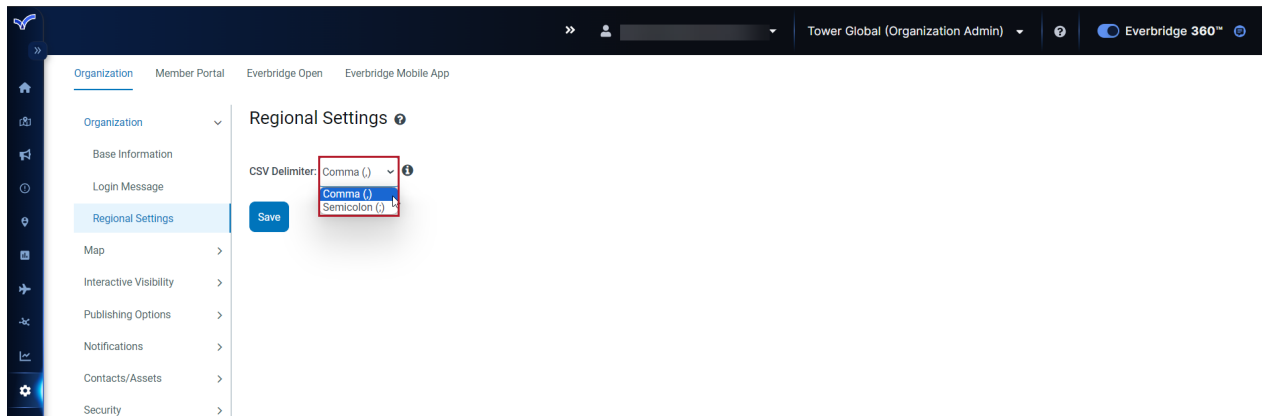 Tower Global (Organization Admin)
Everbridge 360™
Organization Member Portal Everbridge Open Everbridge Mobile App
Organization
Base Information
Login Message
Regional Settings
Map
Interactive Visibility
Publishing Options
Notifications
Contacts/Assets
Security
Regional Settings
CSV Delimiter: Comma (,)
Comma (,)
Semicolon (;)
Save